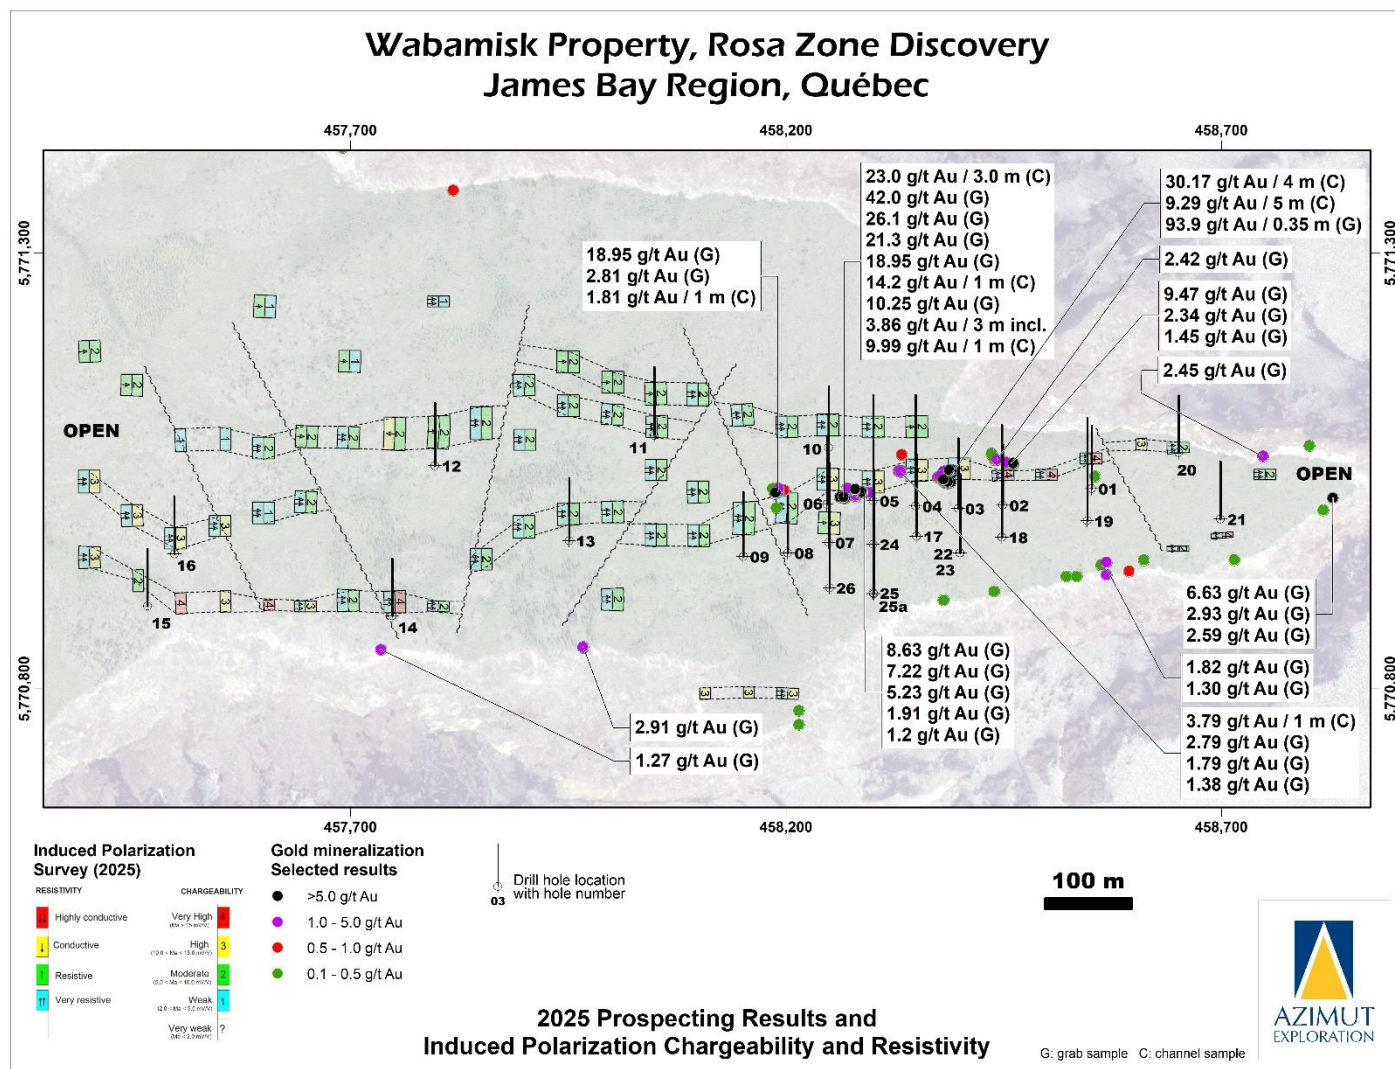 Wabamisk Property, Rosa Zone Discovery
James Bay Region, Québec
457,700
458,200
458,700
5,771,300
5,771,300
5,770,800
5,770,800
23.0 g/t Au / 3.0 m (C)
42.0 g/t Au (G)
26.1 g/t Au (G)
21.3 g/t Au (G)
18.95 g/t Au (G)
14.2 g/t Au / 1 m (C)
10.25 g/t Au (G)
3.86 g/t Au / 3 m incl.
9.99 g/t Au / 1 m (C)
30.17 g/t Au / 4 m (C)
9.29 g/t Au / 5 m (C)
93.9 g/t Au / 0.35 m (G)
18.95 g/t Au (G)
2.81 g/t Au (G)
1.81 g/t Au / 1 m (C)
2.42 g/t Au (G)
9.47 g/t Au (G)
2.34 g/t Au (G)
1.45 g/t Au (G)
2.45 g/t Au (G)
OPEN
OPEN
10
11
12
20
06
05
04
03
02
01
19
21
16
13
09
08
07
24
17
22
23
18
15
14
26
25
25a
6.63 g/t Au (G)
2.93 g/t Au (G)
2.59 g/t Au (G)
8.63 g/t Au (G)
7.22 g/t Au (G)
5.23 g/t Au (G)
1.91 g/t Au (G)
1.2 g/t Au (G)
1.82 g/t Au (G)
1.30 g/t Au (G)
2.91 g/t Au (G)
1.27 g/t Au (G)
3.79 g/t Au / 1 m (C)
2.79 g/t Au (G)
1.79 g/t Au (G)
1.38 g/t Au (G)
457,700
458,200
458,700
Induced Polarization
Survey (2025)
RESISTIVITY
CHARGEABILITY
Highly conductive
Very High
4
Conductive
High
3
Resistive
Moderate
2
Very resistive
Weak
1
Very weak
?
Gold mineralization
Selected results
>5.0 g/t Au
1.0 - 5.0 g/t Au
0.5 - 1.0 g/t Au
0.1 - 0.5 g/t Au
03
Drill hole location
with hole number
100 m
2025 Prospecting Results and
Induced Polarization Chargeability and Resistivity
G: grab sample C: channel sample
AZIMUT
EXPLORATION